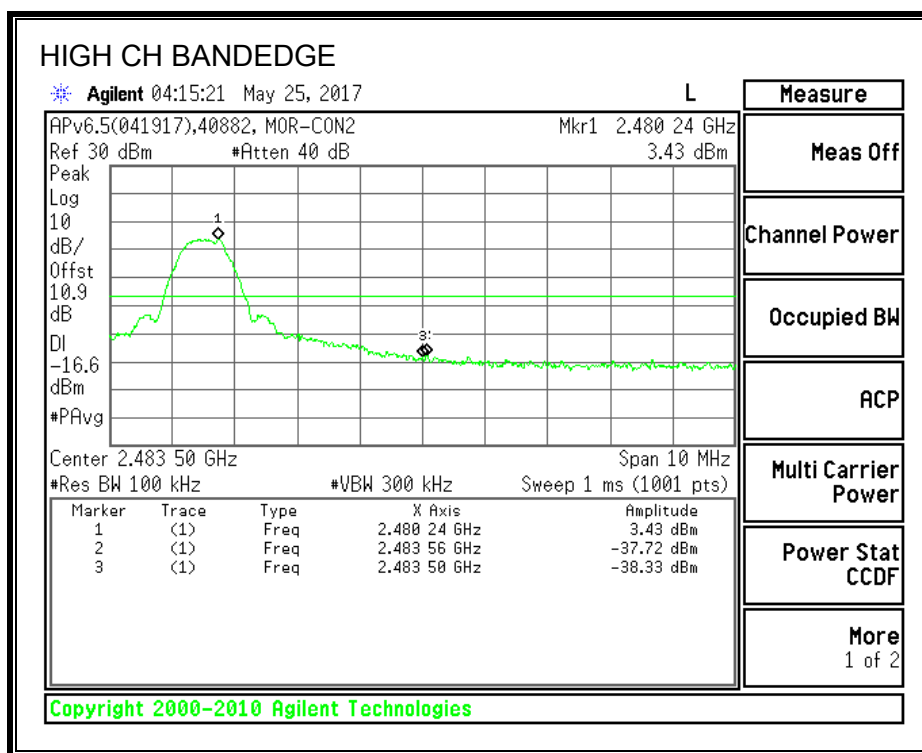 HIGH CH BANDEDGE
Agilent 04:15:21 May 25, 2017 L
APv6.5(041917),40882, MOR-CON2 Mkr1 2.480 24 GHz
Ref 30 dBm #Atten 40 dB 3.43 dBm
Peak
Log
10
dB/
Offst
10.9
dB
DI
-16.6
dBm
#PAvg
1
3
Center 2.483 50 GHz Span 10 MHz
#Res BW 100 kHz #VBW 300 kHz Sweep 1 ms (1001 pts)
Marker Trace Type X Axis Amplitude
1 (1) Freq 2.480 24 GHz 3.43 dBm
2 (1) Freq 2.483 56 GHz -37.72 dBm
3 (1) Freq 2.483 50 GHz -38.33 dBm
Measure
Meas Off
Channel Power
Occupied BW
ACP
Multi Carrier
Power
Power Stat
CCDF
More
1 of 2
Copyright 2000-2010 Agilent Technologies